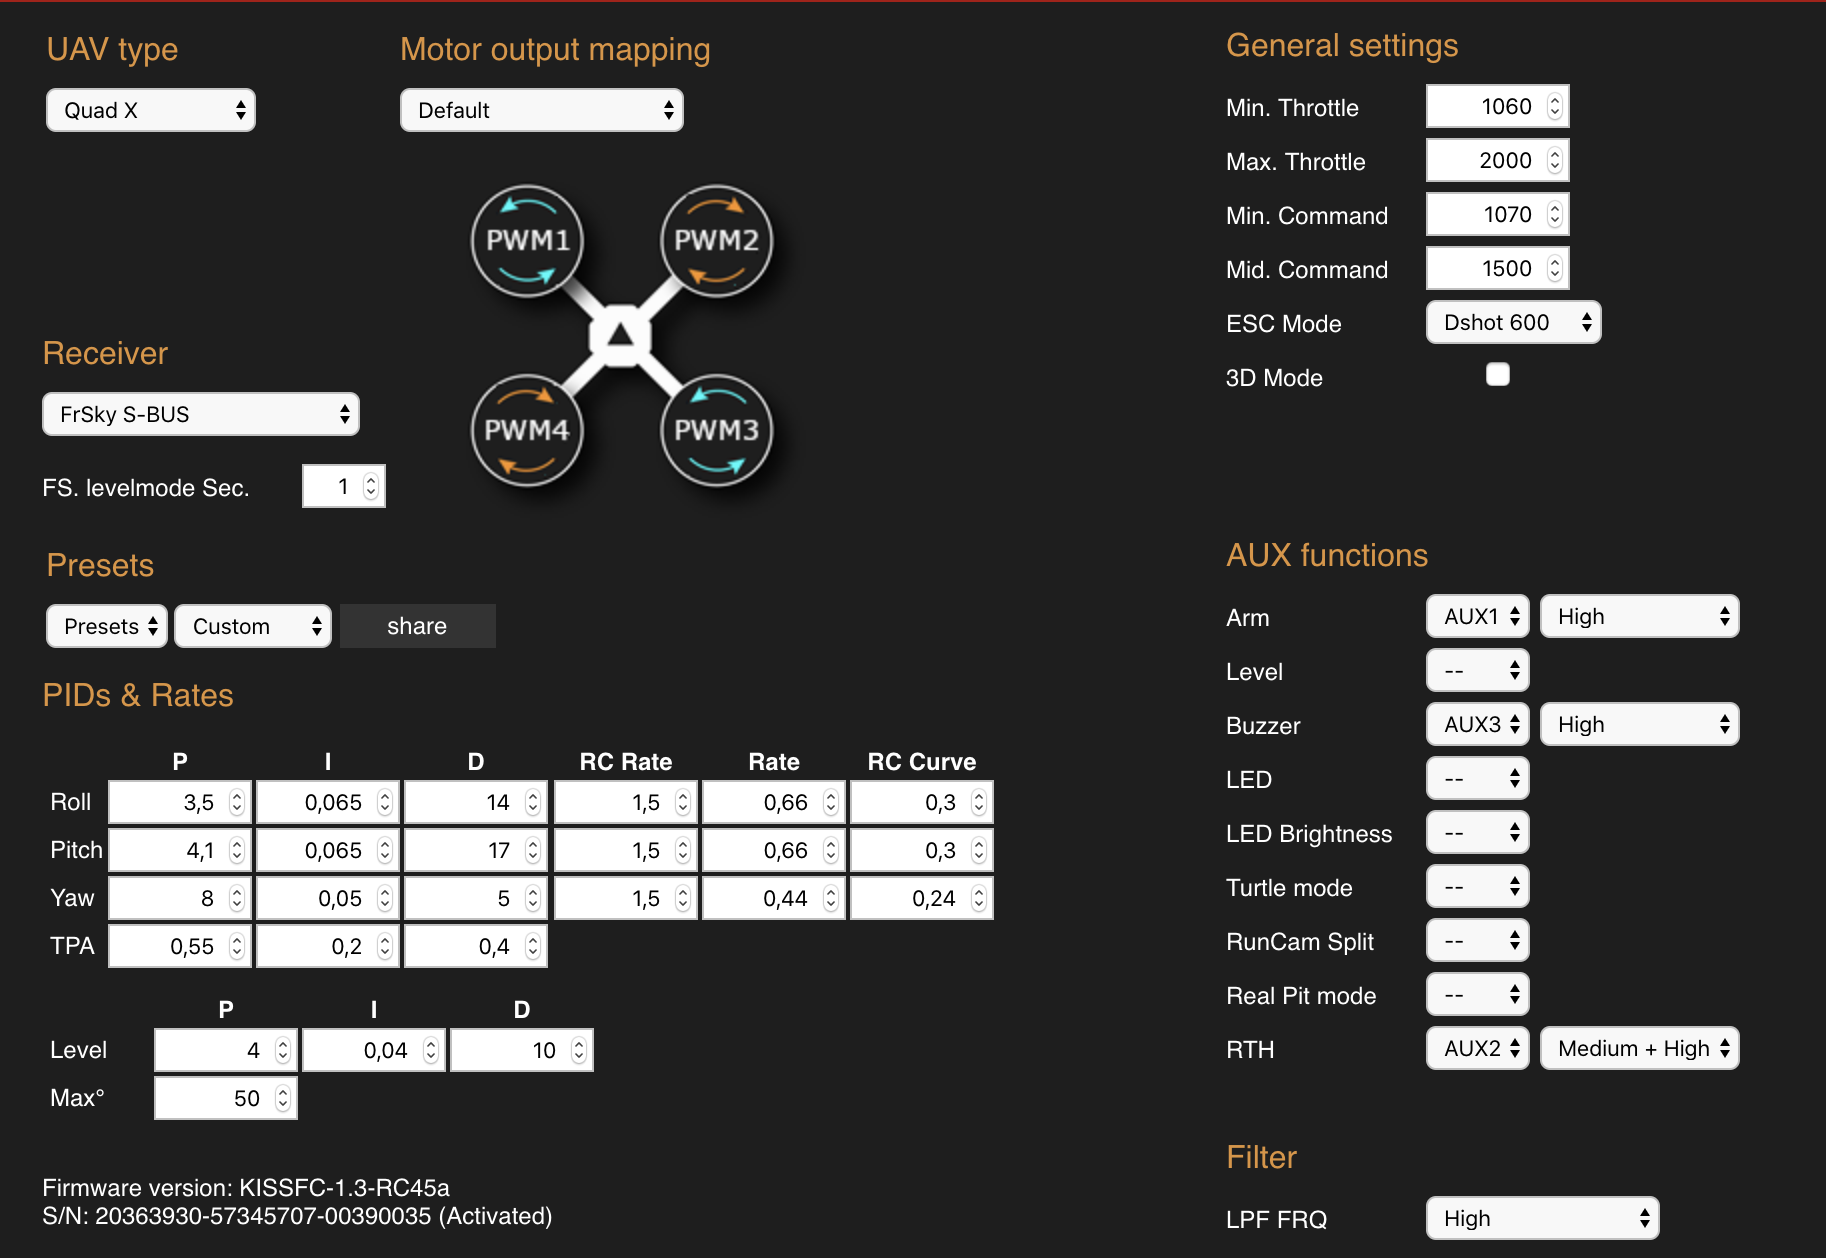 UAV type
Quad X
Motor output mapping
Default
PWM1
PWM2
PWM4
PWM3
Receiver
FrSky S-BUS
FS. levelmode Sec. 1
Presets
Presets Custom share
PIDs & Rates
P I D RC Rate Rate RC Curve
Roll 3,5 0,065 14 1,5 0,66 0,3
Pitch 4,1 0,065 17 1,5 0,66 0,3
Yaw 8 0,05 5 1,5 0,44 0,24
TPA 0,55 0,2 0,4
P I D
Level 4 0,04 10
Max° 50
Firmware version: KISSFC-1.3-RC45a
S/N: 20363930-57345707-00390035 (Activated)
General settings
Min. Throttle 1060
Max. Throttle 2000
Min. Command 1070
Mid. Command 1500
ESC Mode Dshot 600
3D Mode
AUX functions
Arm AUX1 High
Level --
Buzzer AUX3 High
LED --
LED Brightness --
Turtle mode --
RunCam Split --
Real Pit mode --
RTH AUX2 Medium + High
Filter
LPF FRQ High